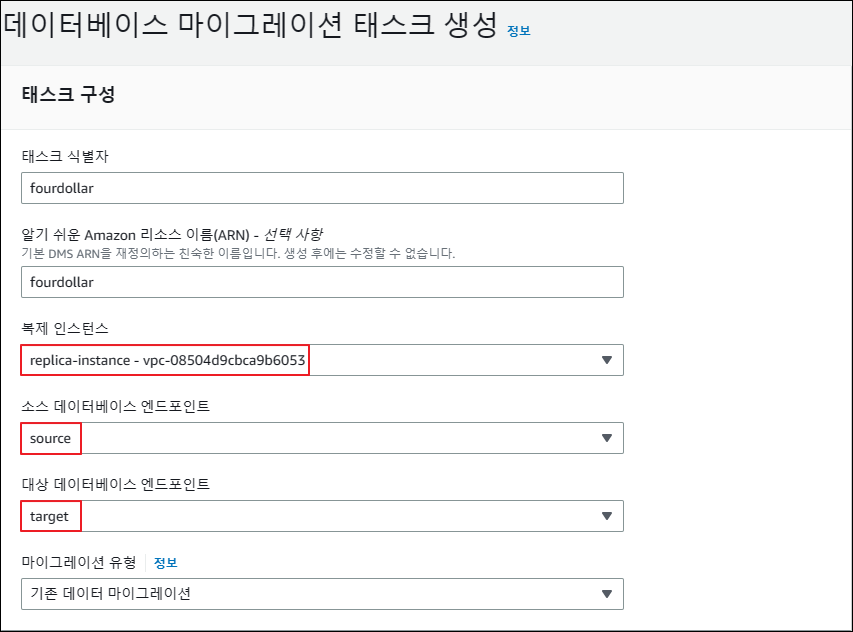 데이터베이스 마이그레이션 태스크 생성 정보
태스크 구성
태스크 식별자
fourdollar
알기 쉬운 Amazon 리소스 이름(ARN) - 선택 사항
기본 DMS ARN을 재정의하는 친숙한 이름입니다. 생성 후에는 수정할 수 없습니다.
fourdollar
복제 인스턴스
replica-instance - vpc-08504d9cbca9b6053
소스 데이터베이스 엔드포인트
source
대상 데이터베이스 엔드포인트
target
마이그레이션 유형 정보
기존 데이터 마이그레이션